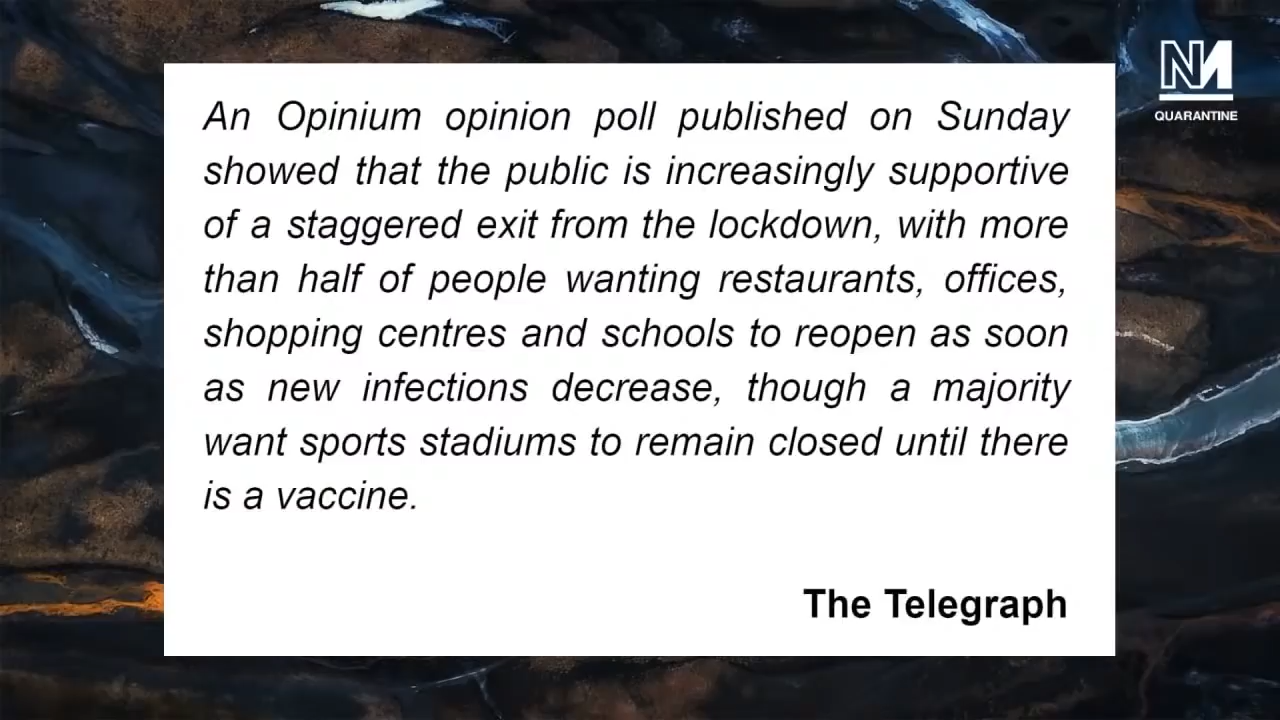 NM
QUARANTINE
An Opinium opinion poll published on Sunday
showed that the public is increasingly supportive
of a staggered exit from the lockdown, with more
than half of people wanting restaurants, offices,
shopping centres and schools to reopen as soon
as new infections decrease, though a majority
want sports stadiums to remain closed until there
is a vaccine.
The Telegraph